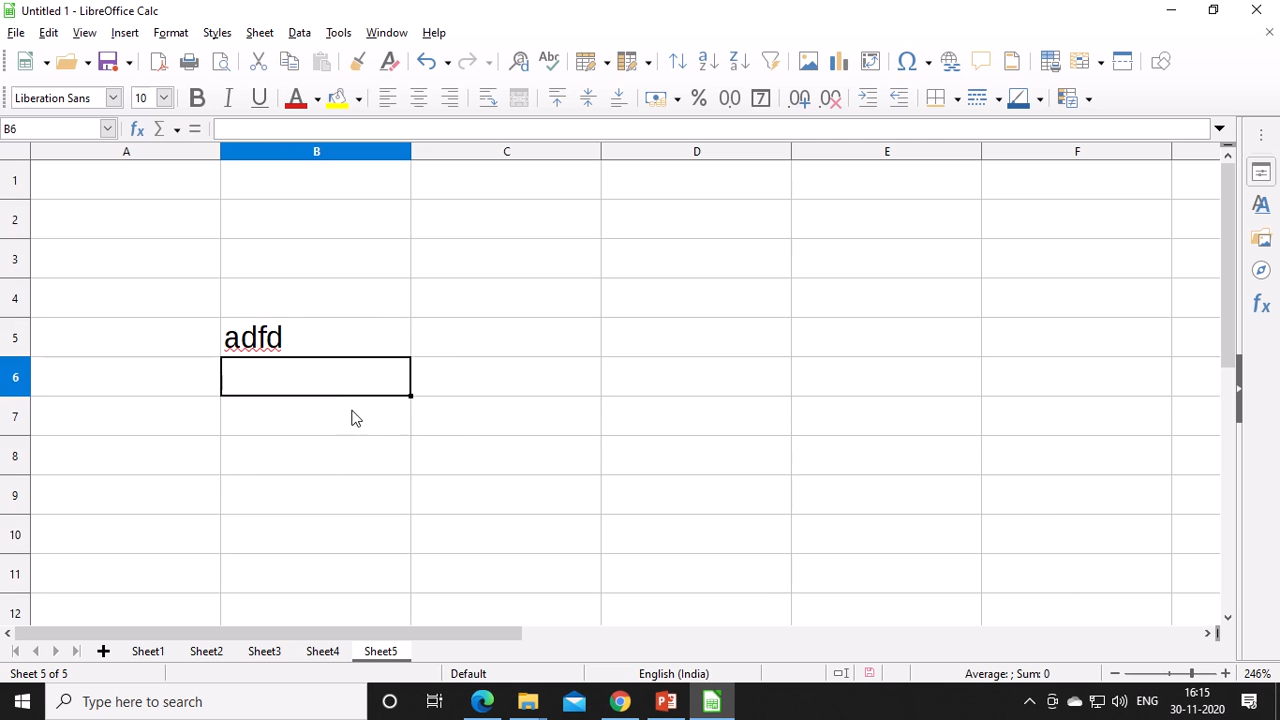 Untitled 1 - LibreOffice Calc
File Edit View Insert Format Styles Sheet Data Tools Window Help
Liberation Sans 10
B6
A B C D E F
1
2
3
4
5 adfd
6
7
8
9
10
11
12
Sheet1 Sheet2 Sheet3 Sheet4 Sheet5
Sheet 5 of 5 Default English (India) Average: ; Sum: 0 246%
Type here to search ENG 16:15
30-11-2020